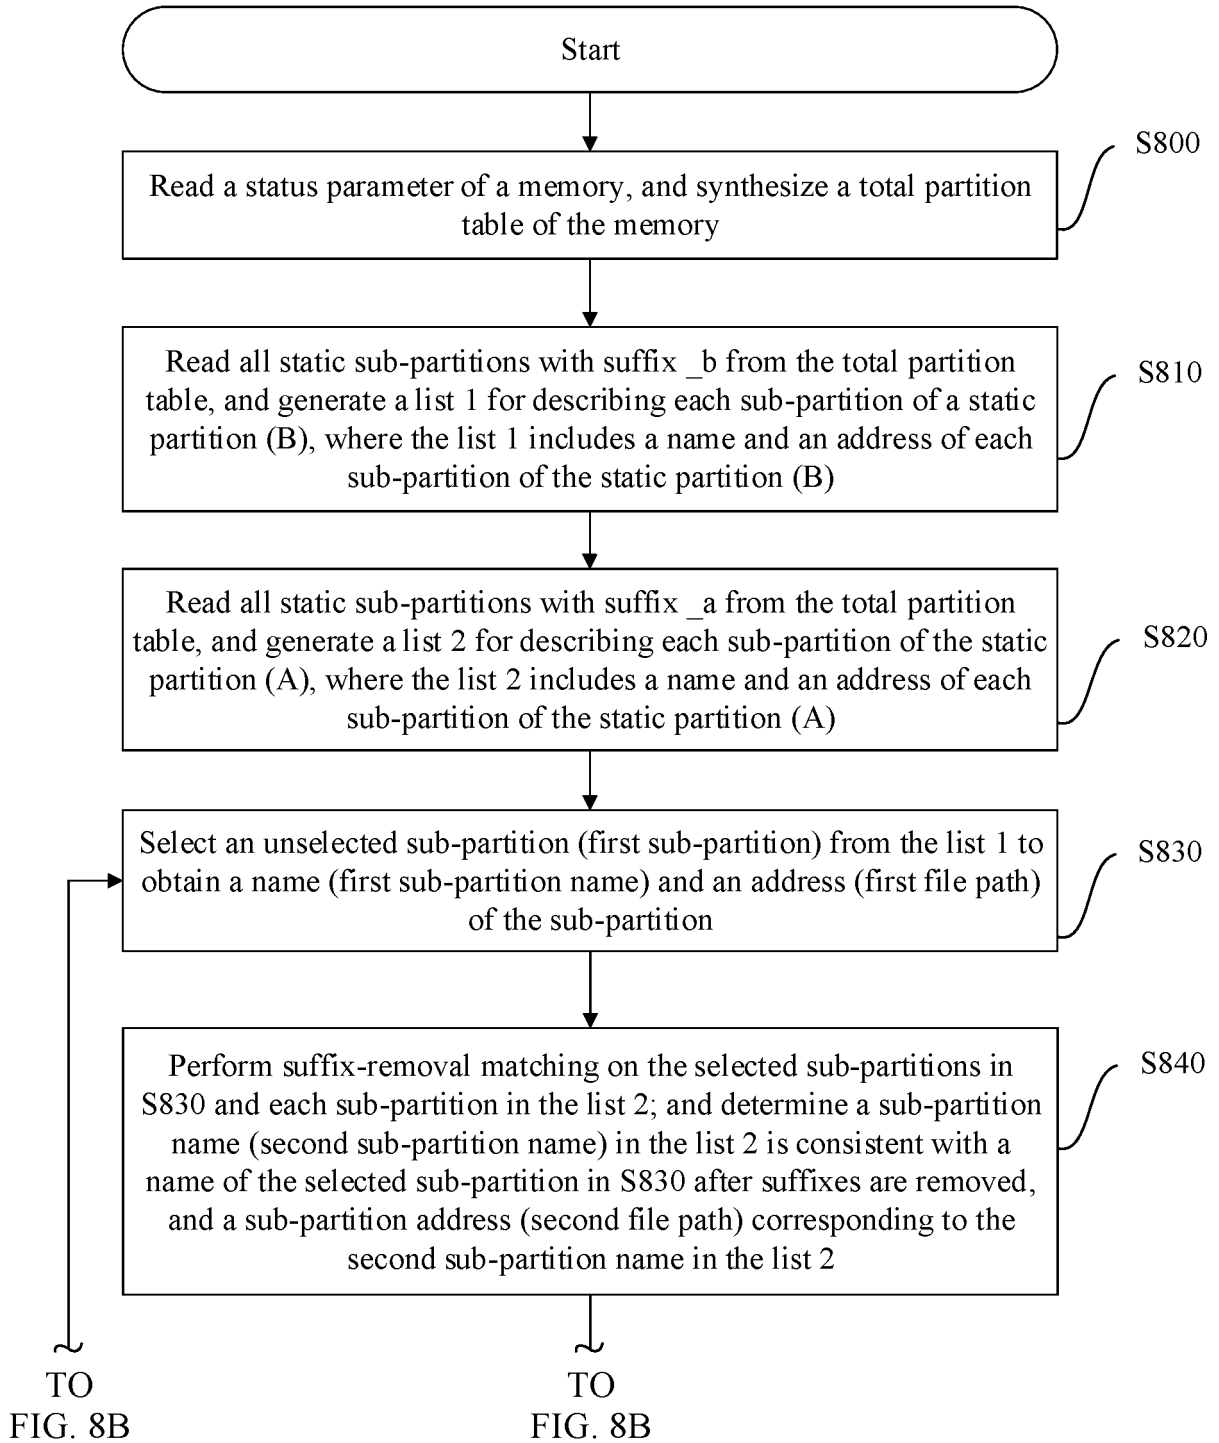 Start
S800
Read a status parameter of a memory, and synthesize a total partition
table of the memory
S810
Read all static sub-partitions with suffix _b from the total partition
table, and generate a list 1 for describing each sub-partition of a static
partition (B), where the list 1 includes a name and an address of each
sub-partition of the static partition (B)
S820
Read all static sub-partitions with suffix _a from the total partition
table, and generate a list 2 for describing each sub-partition of the static
partition (A), where the list 2 includes a name and an address of each
sub-partition of the static partition (A)
S830
Select an unselected sub-partition (first sub-partition) from the list 1 to
obtain a name (first sub-partition name) and an address (first file path)
of the sub-partition
S840
Perform suffix-removal matching on the selected sub-partitions in
S830 and each sub-partition in the list 2; and determine a sub-partition
name (second sub-partition name) in the list 2 is consistent with a
name of the selected sub-partition in S830 after suffixes are removed,
and a sub-partition address (second file path) corresponding to the
second sub-partition name in the list 2
TO
FIG. 8B
TO
FIG. 8B